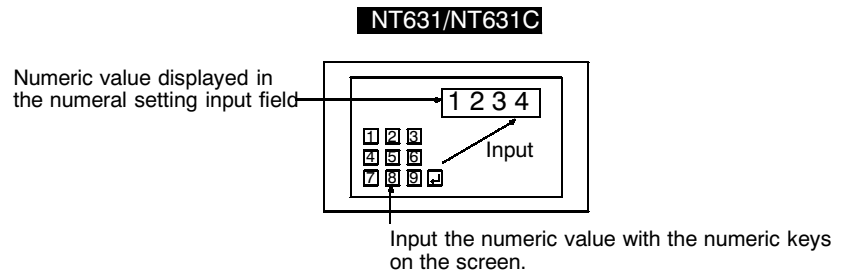 NT631/NT631C
Numeric value displayed in
the numeral setting input field
1 2 3 4
1 2 3
4 5 6
7 8 9 ↵
Input
Input the numeric value with the numeric keys
on the screen.